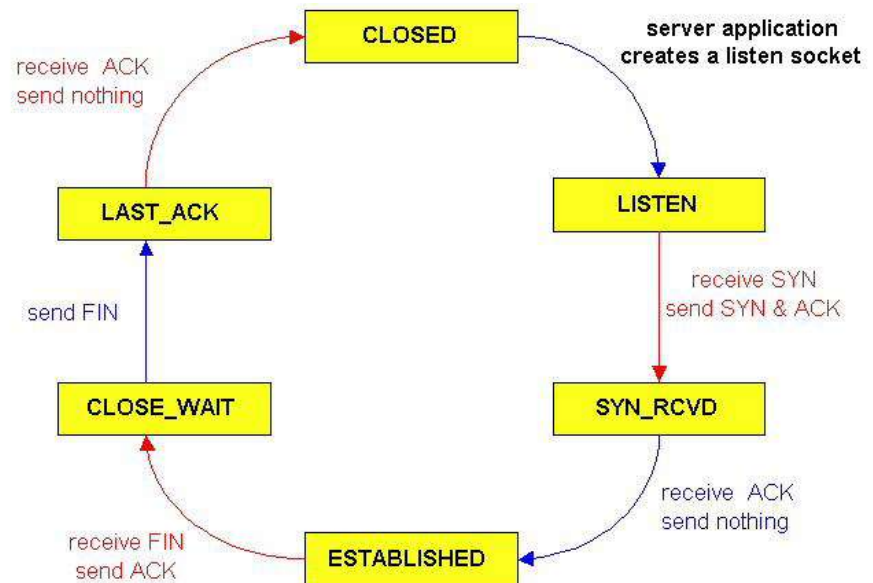 CLOSED
server application
creates a listen socket
receive ACK
send nothing
LAST_ACK
LISTEN
receive SYN
send SYN & ACK
send FIN
CLOSE_WAIT
SYN_RCVD
receive ACK
send nothing
receive FIN
send ACK
ESTABLISHED